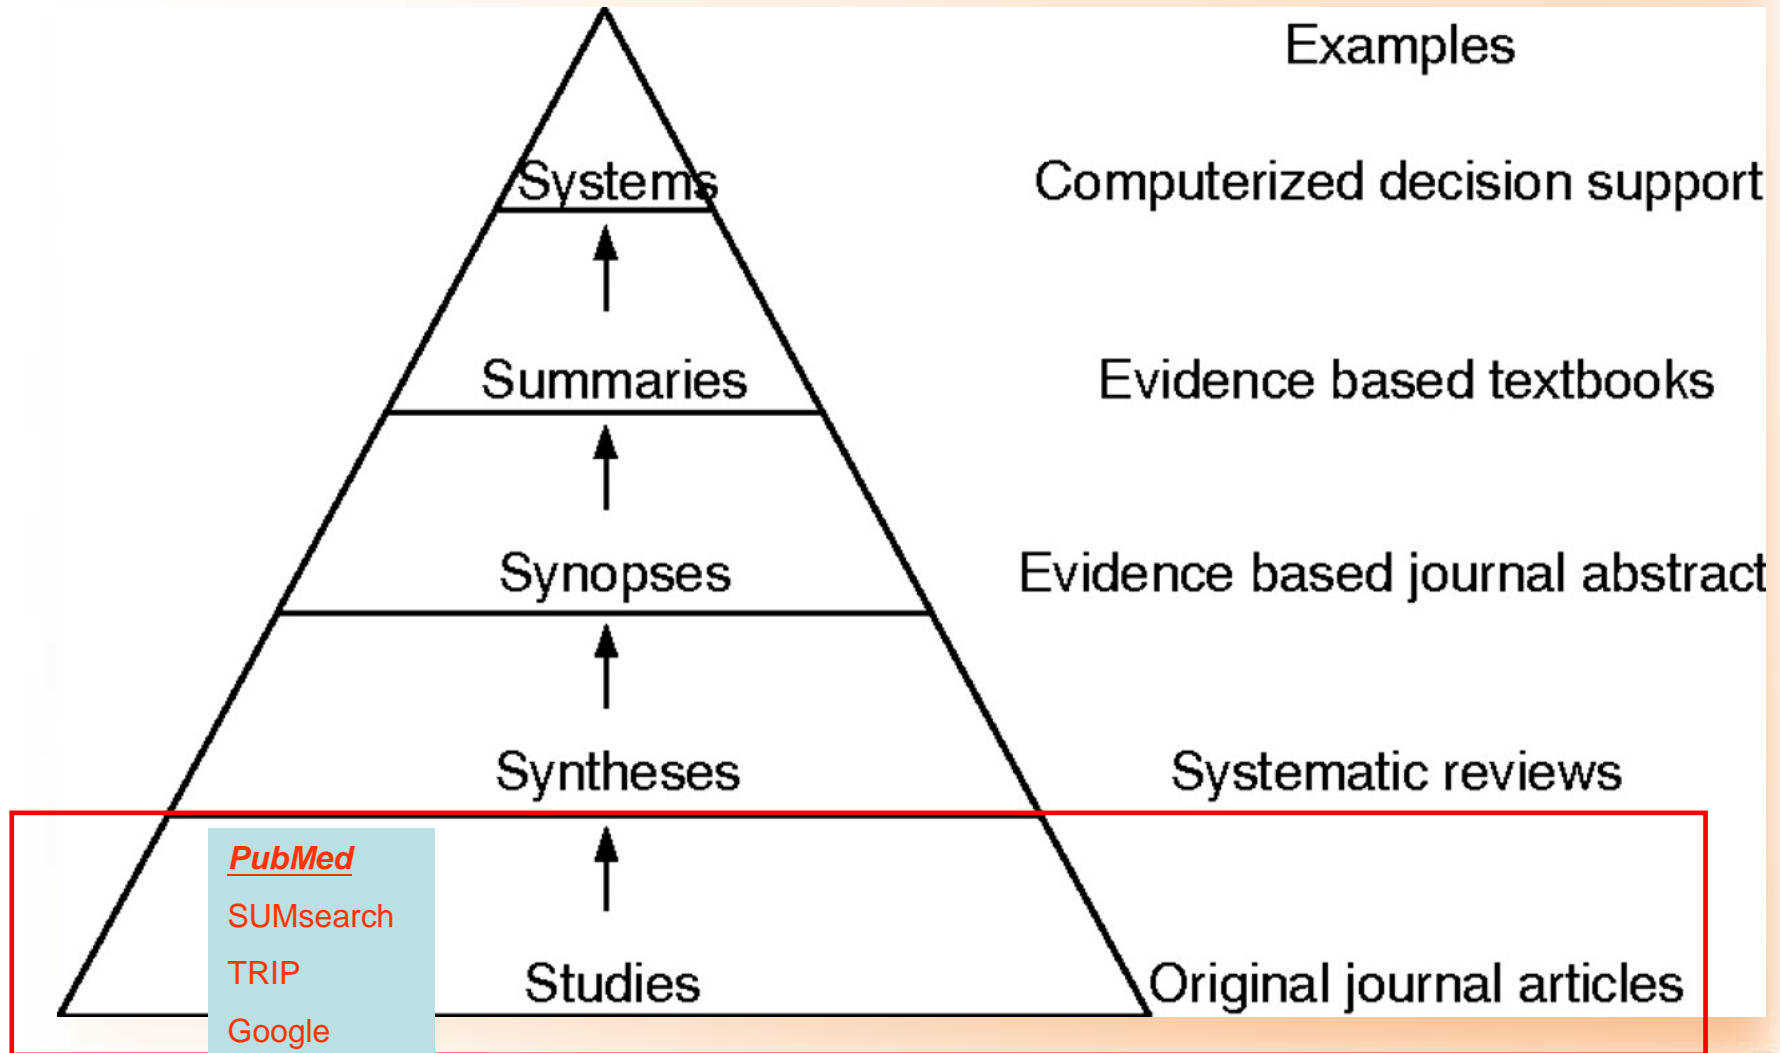 Examples
Systems
Computerized decision support
Summaries
Evidence based textbooks
Synopses
Evidence based journal abstract
Syntheses
Systematic reviews
PubMed
SUMsearch
TRIP
Google
Studies
Original journal articles